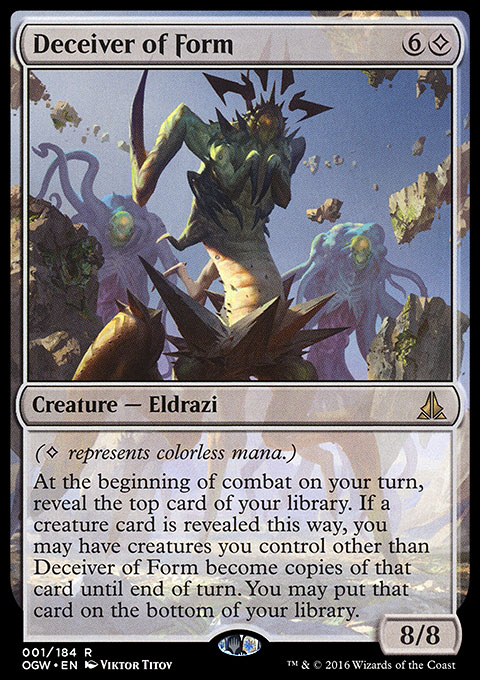 Deceiver of Form 6◇
Creature — Eldrazi
(◇ represents colorless mana.)
At the beginning of combat on your turn,
reveal the top card of your library. If a
creature card is revealed this way, you
may have creatures you control other than
Deceiver of Form become copies of that
card until end of turn. You may put that
card on the bottom of your library.
8/8
001/184 R
OGW • EN Viktor Titov
™ & © 2016 Wizards of the Coast